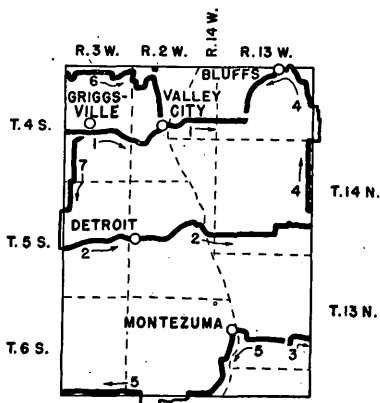 R.3 W. R.2 W. R.14 W. R.13 W.
BLUFFS
6
GRIGGS-
VILLE
VALLEY
CITY
4
T.4 S.
1
7
4
T.14 N.
DETROIT
T.5 S.
2
2
T.13 N.
MONTEZUMA
T.6 S.
5
3
5